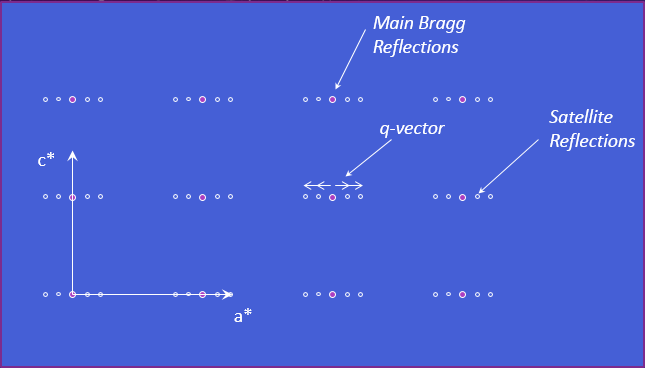 Main Bragg
Reflections
q-vector
Satellite
Reflections
c*
a*